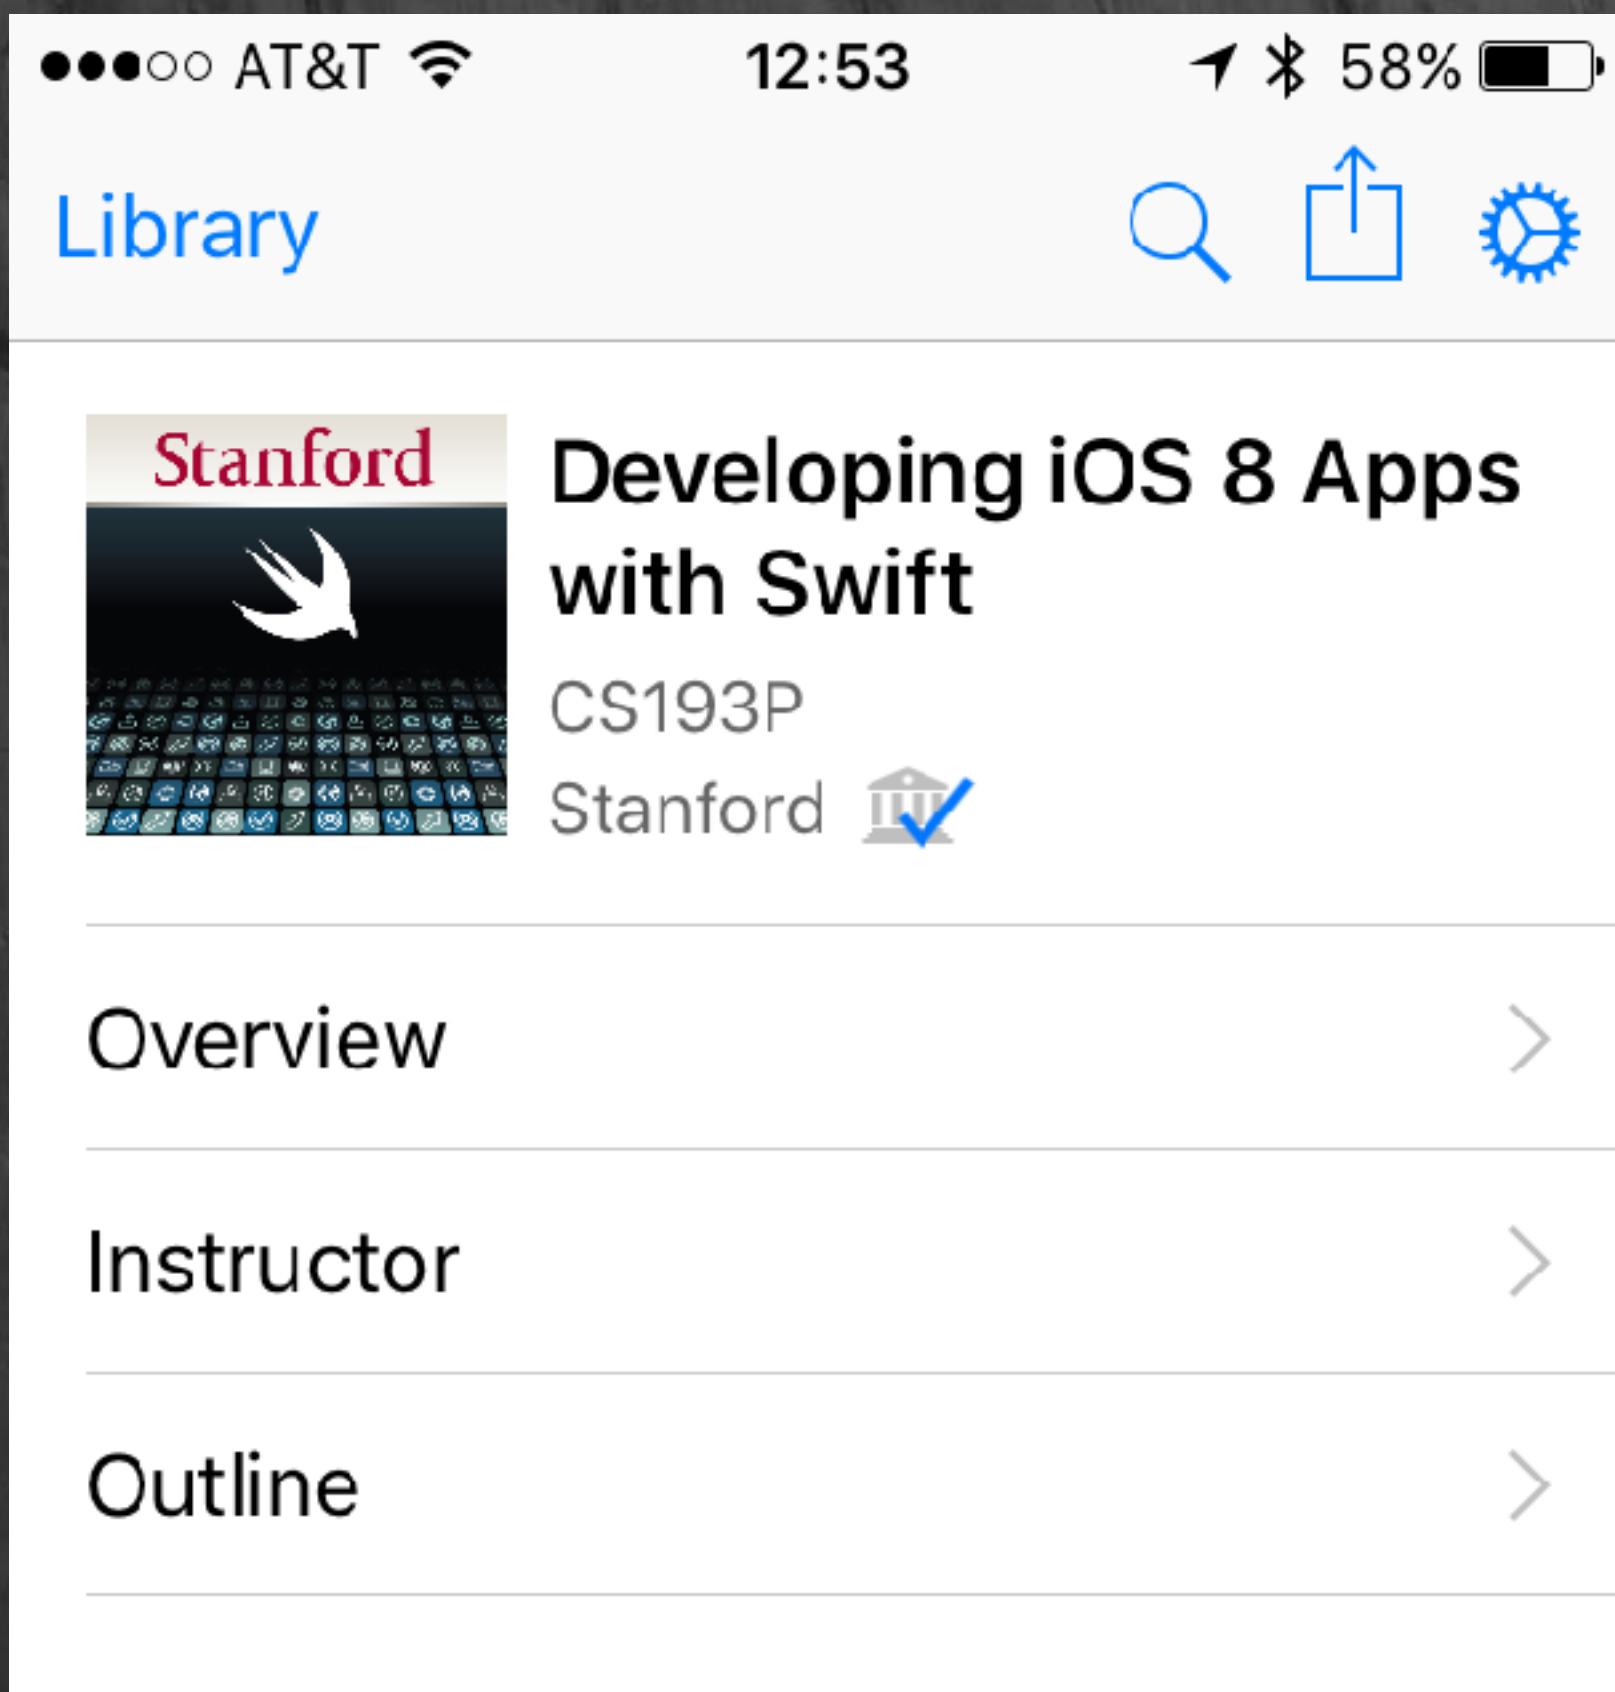 AT&T 12:53 58%
Library
Stanford
Developing iOS 8 Apps
with Swift
CS193P
Stanford
Overview
Instructor
Outline